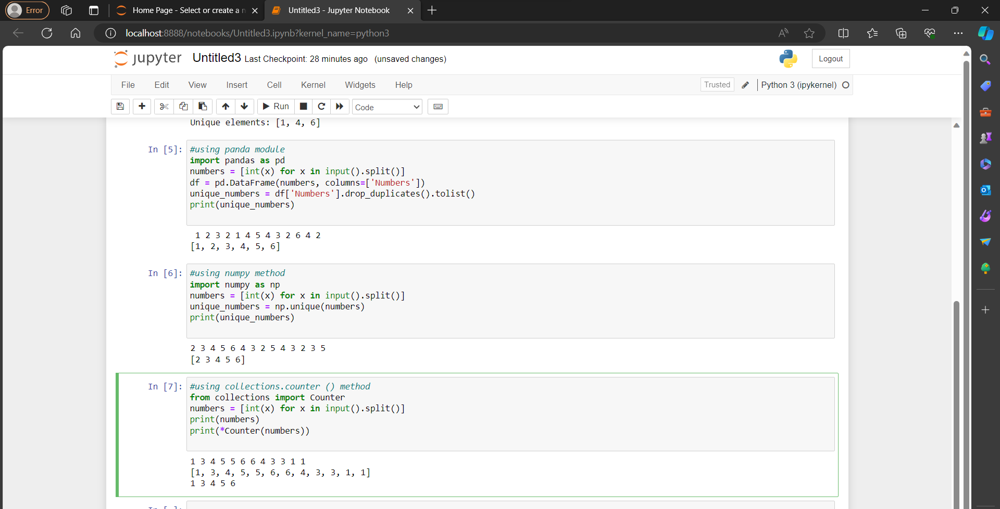 Error
Home Page - Select or create a n
Untitled3 - Jupyter Notebook
localhost:8888/notebooks/Untitled3.ipynb?kernel_name=python3
jupyter Untitled3 Last Checkpoint: 28 minutes ago (unsaved changes)
Logout
File Edit View Insert Cell Kernel Widgets Help
Trusted
Python 3 (ipykernel)
Run
Code
Unique elements: [1, 4, 6]
In [5]: #using panda module
import pandas as pd
numbers = [int(x) for x in input().split()]
df = pd.DataFrame(numbers, columns=['Numbers'])
unique_numbers = df['Numbers'].drop_duplicates().tolist()
print(unique_numbers)
1 2 3 2 1 4 5 4 3 2 6 4 2
[1, 2, 3, 4, 5, 6]
In [6]: #using numpy method
import numpy as np
numbers = [int(x) for x in input().split()]
unique_numbers = np.unique(numbers)
print(unique_numbers)
2 3 4 5 6 4 3 2 5 4 3 2 3 5
[2 3 4 5 6]
In [7]: #using collections.counter () method
from collections import Counter
numbers = [int(x) for x in input().split()]
print(numbers)
print(*Counter(numbers))
1 3 4 5 5 6 6 4 3 3 1 1
[1, 3, 4, 5, 5, 6, 6, 4, 3, 3, 1, 1]
1 3 4 5 6